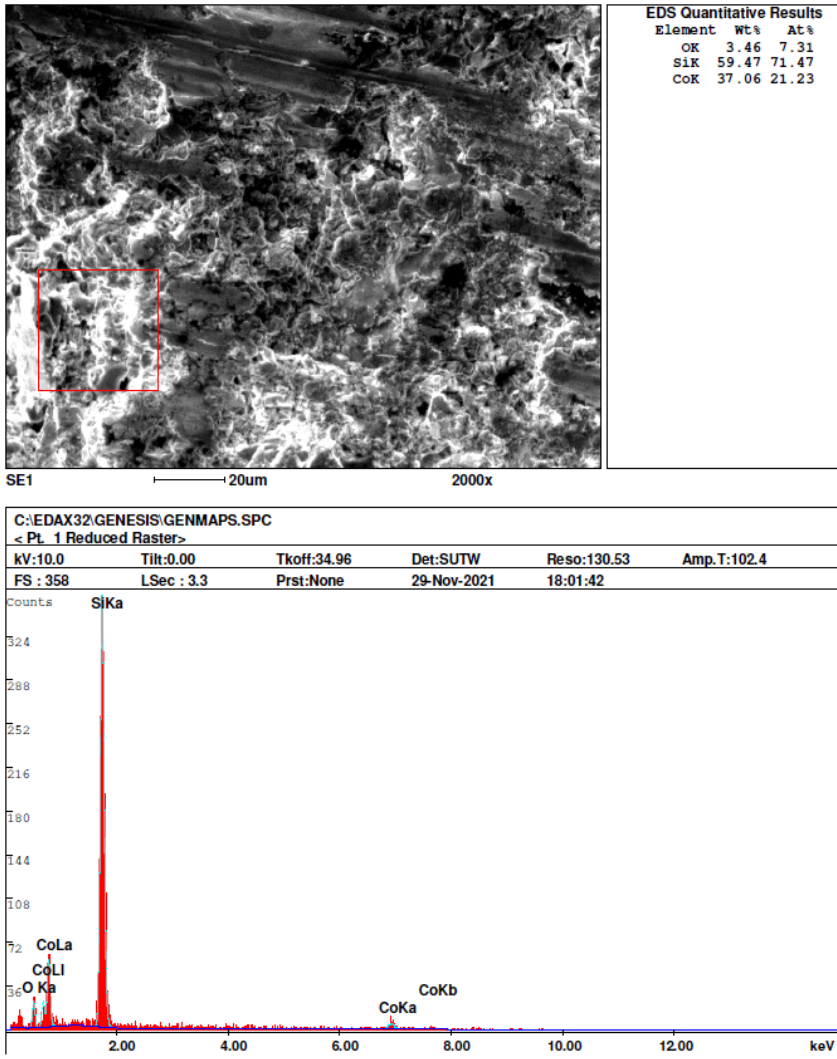 EDS Quantitative Results
Element Wt% At%
OK 3.46 7.31
SiK 59.47 71.47
CoK 37.06 21.23
SE1 20um 2000x
C:\EDAX32\GENESIS\GENMAPS.SPC
< Pt. 1 Reduced Raster>
kV:10.0 Tilt:0.00 Tkoff:34.96 Det:SUTW Reso:130.53 Amp.T:102.4
FS : 358 LSec : 3.3 Prst:None 29-Nov-2021 18:01:42
Counts
SiKa
324
288
252
216
180
144
108
72
CoLa
CoLl
O Ka
36
CoKa
CoKb
2.00 4.00 6.00 8.00 10.00 12.00 keV